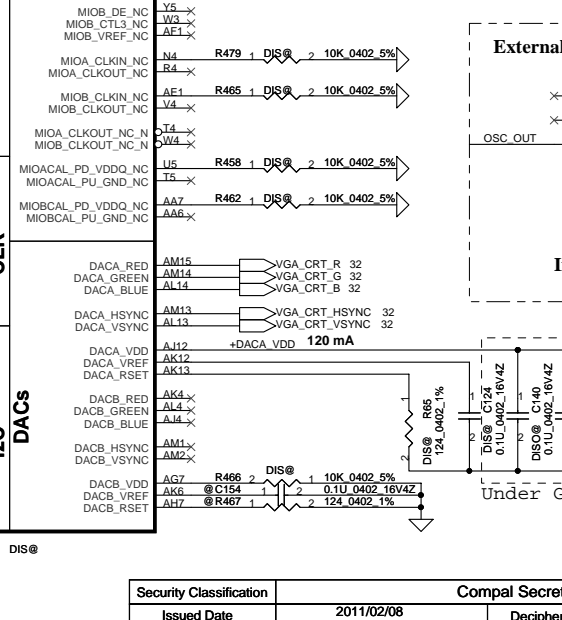 MIOB_DE_NC Y5
MIOB_CTL3_NC W3
MIOB_VREF_NC AF1
MIOA_CLKIN_NC N4 R479 1 DIS@ 2 10K_0402_5%
MIOA_CLKOUT_NC R4
MIOB_CLKIN_NC AE1 R465 1 DIS@ 2 10K_0402_5%
MIOB_CLKOUT_NC V4
MIOA_CLKOUT_NC_N T4
MIOB_CLKOUT_NC_N W4
MIOACAL_PD_VDDQ_NC U5 R458 1 DIS@ 2 10K_0402_5%
MIOACAL_PU_GND_NC T5
MIOBCAL_PD_VDDQ_NC AA7 R462 1 DIS@ 2 10K_0402_5%
MIOBCAL_PU_GND_NC AA6
DACA_RED AM15 VGA_CRT_R 32
DACA_GREEN AM14 VGA_CRT_G 32
DACA_BLUE AL14 VGA_CRT_B 32
DACA_HSYNC AM13 VGA_CRT_HSYNC 32
DACA_VSYNC AL13 VGA_CRT_VSYNC 32
DACA_VDD AJ12 +DACA_VDD 120 mA
DACA_VREF AK12
DACA_RSET AK13
DACB_RED AK4
DACB_GREEN AL4
DACB_BLUE AJ4
DACB_HSYNC AM1
DACB_VSYNC AM2
DIS@
DACB_VDD AG7 R466 2 1 10K_0402_5%
DACB_VREF AK6 @C154 1 2 0.1U_0402_16V4Z
DACB_RSET AH7 @R467 1 2 124_0402_1%
DACs
DIS@
1 2
DIS@ R65
124_0402_1%
1 2
DIS@ C124
0.1U_0402_16V4Z
1 2
DISO@ C140
0.1U_0402_16V4Z
External
OSC_OUT
Under
Security Classification
Compal
Issued Date 2011/02/08